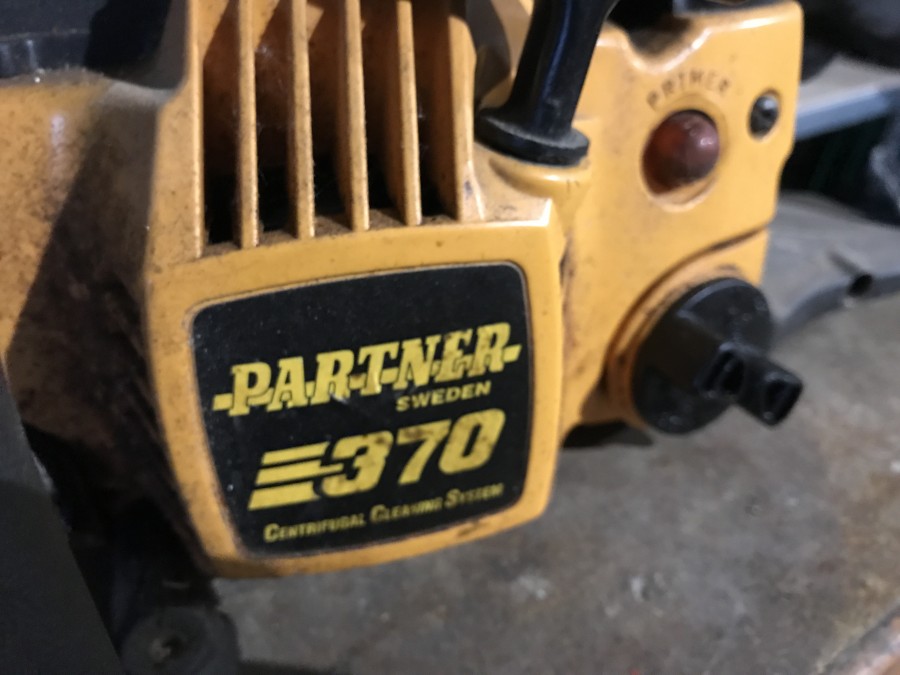 PRIMER
PARTNER
SWEDEN
370
CENTRIFUGAL CLEANING SYSTEM